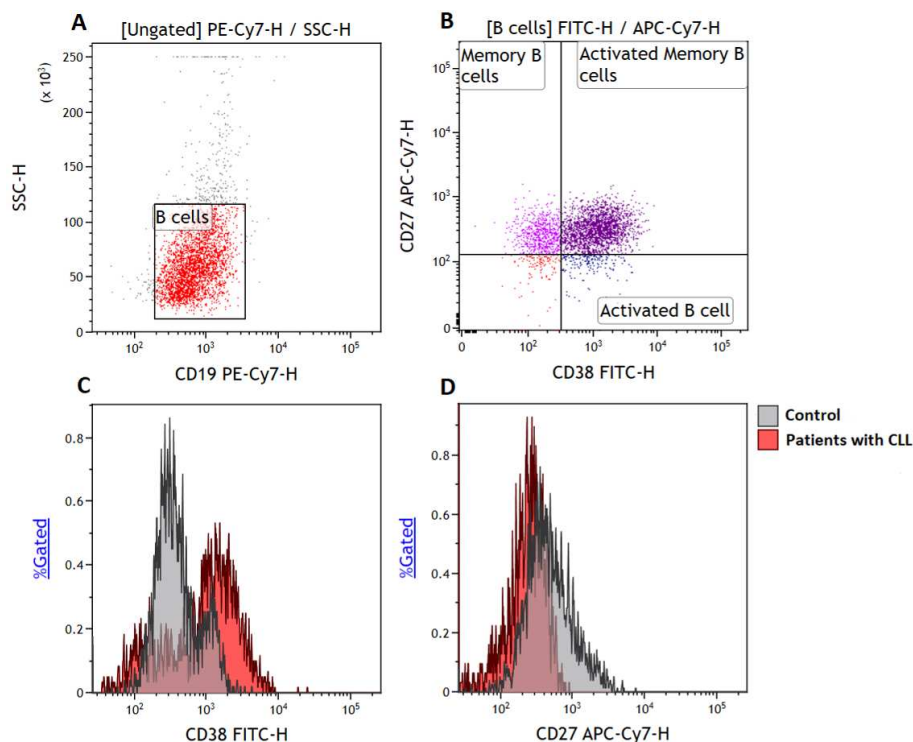 A
[Ungated] PE-Cy7-H / SSC-H
(x 10³)
250
200
150
100
50
0
SSC-H
B cells
10² 10³ 10⁴ 10⁵
CD19 PE-Cy7-H
B
[B cells] FITC-H / APC-Cy7-H
Memory B
cells
Activated Memory B
cells
10⁵
10⁴
10³
10²
0
CD27 APC-Cy7-H
Activated B cell
0 10² 10³ 10⁴ 10⁵
CD38 FITC-H
C
0.8
0.6
0.4
0.2
0
%Gated
10² 10³ 10⁴ 10⁵
CD38 FITC-H
D
0.8
0.6
0.4
0.2
0
%Gated
10² 10³ 10⁴ 10⁵
CD27 APC-Cy7-H
Control
Patients with CLL